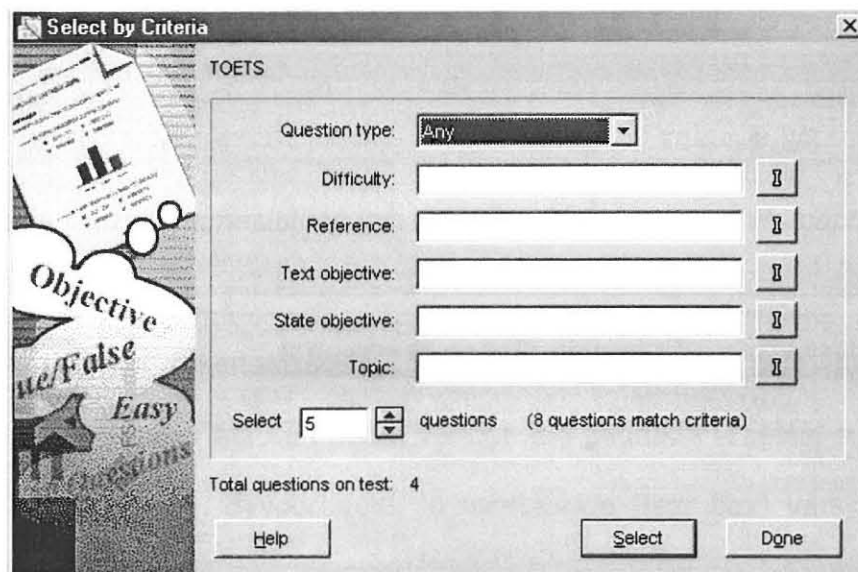 Select by Criteria
TOETS
Question type: Any
Difficulty:
Reference:
Text objective:
State objective:
Topic:
Select 5 questions (8 questions match criteria)
Total questions on test: 4
Help Select Done
Objective
ue/False
Easy
Questions